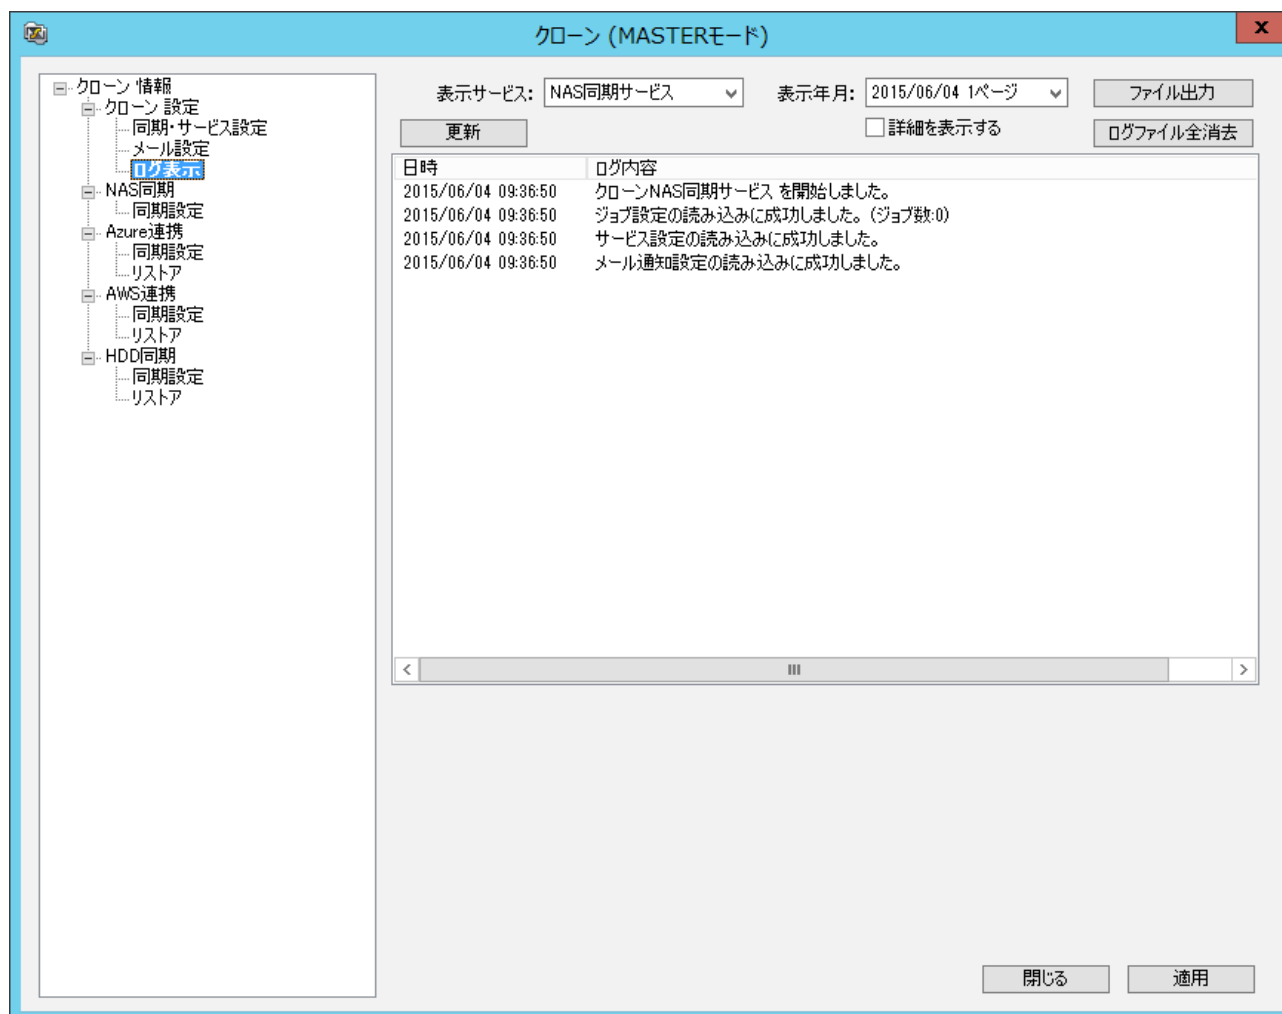 クローン (MASTERモード)
x
クローン 情報
クローン 設定
同期・サービス設定
メール設定
ログ表示
NAS同期
同期設定
Azure連携
同期設定
リストア
AWS連携
同期設定
リストア
HDD同期
同期設定
リストア
表示サービス: NAS同期サービス 表示年月: 2015/06/04 1ページ ファイル出力
更新 詳細を表示する ログファイル全消去
日時 ログ内容
2015/06/04 09:36:50 クローンNAS同期サービス を開始しました。
2015/06/04 09:36:50 ジョブ設定の読み込みに成功しました。(ジョブ数:0)
2015/06/04 09:36:50 サービス設定の読み込みに成功しました。
2015/06/04 09:36:50 メール通知設定の読み込みに成功しました。
閉じる 適用